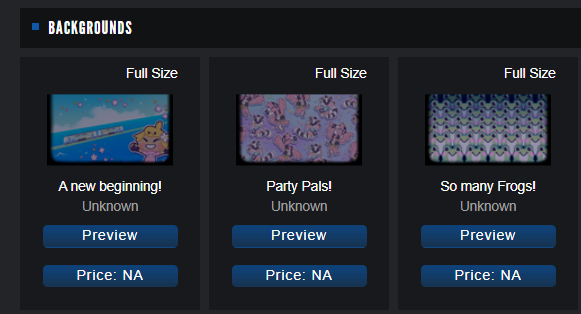 BACKGROUNDS
Full Size
A new beginning!
Unknown
Preview
Price: NA
Full Size
Party Pals!
Unknown
Preview
Price: NA
Full Size
So many Frogs!
Unknown
Preview
Price: NA